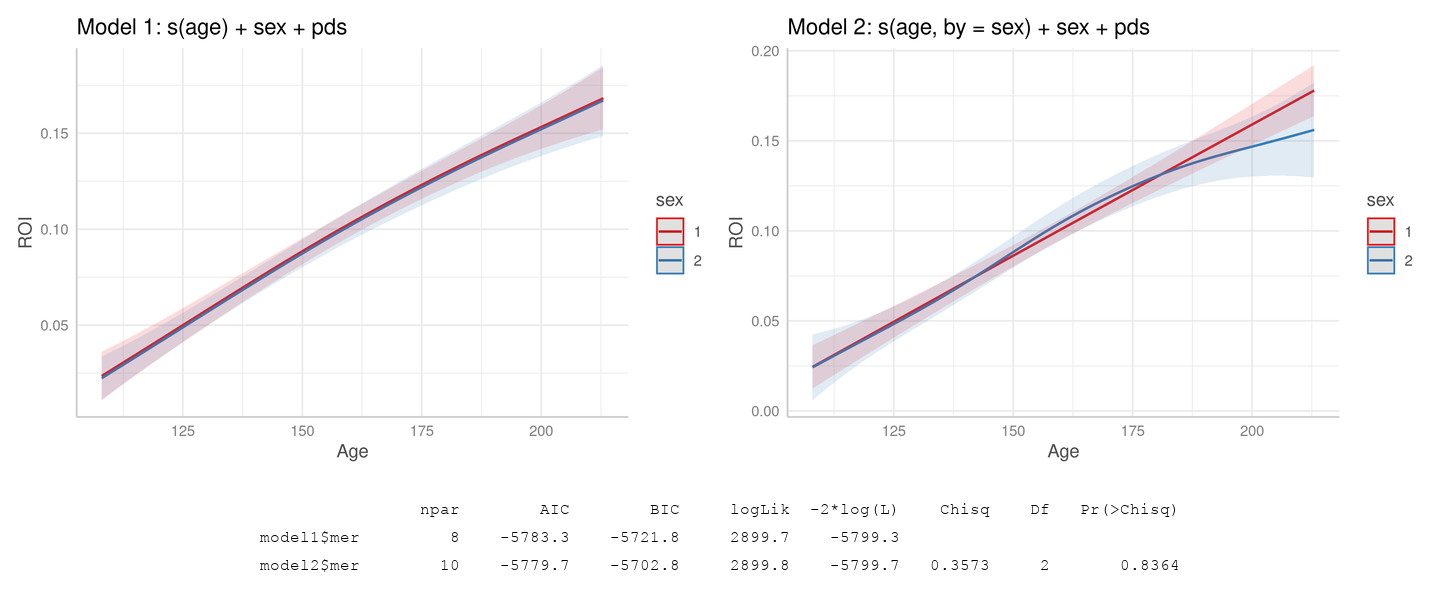 Model 1: s(age) + sex + pds
0.15
0.10
0.05
ROI
125 150 175 200
Age
sex
1
2
Model 2: s(age, by = sex) + sex + pds
0.20
0.15
0.10
0.05
0.00
ROI
125 150 175 200
Age
sex
1
2
npar AIC BIC logLik -2*log(L) Chisq Df Pr(>Chisq)
model1$mer 8 -5783.3 -5721.8 2899.7 -5799.3
model2$mer 10 -5779.7 -5702.8 2899.8 -5799.7 0.3573 2 0.8364